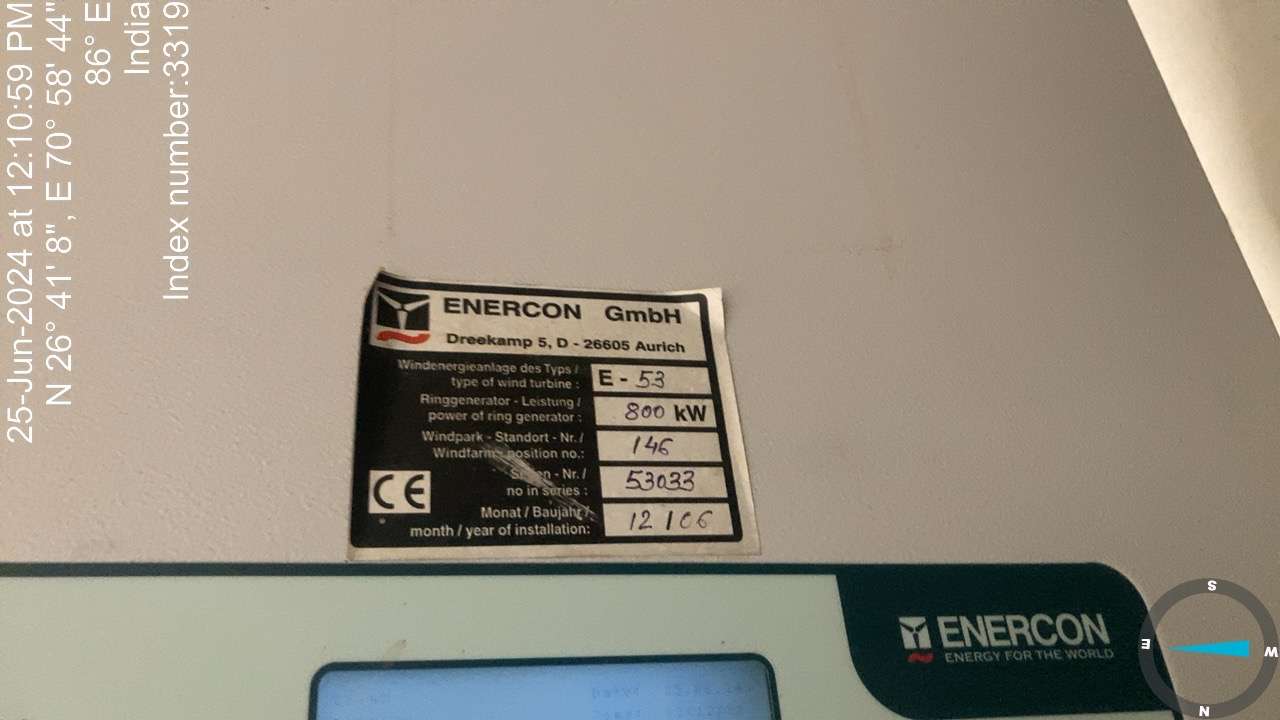 25-Jun-2024 at 12:10:59 PM
N 26° 41' 8", E 70° 58' 44"
86° E
India
Index number:3319
ENERCON GmbH
Dreekamp 5, D - 26605 Aurich
Windenergieanlage des Typs /
type of wind turbine : E - 53
Ringgenerator - Leistung /
power of ring generator : 800 kW
Windpark - Standort - Nr. /
Windfarm position no.: 146
- Nr. /
no in series : 53033
CE
Monat / Baujahr /
month / year of installation: 12 / 06
ENERCON
ENERGY FOR THE WORLD
S
E
W
N